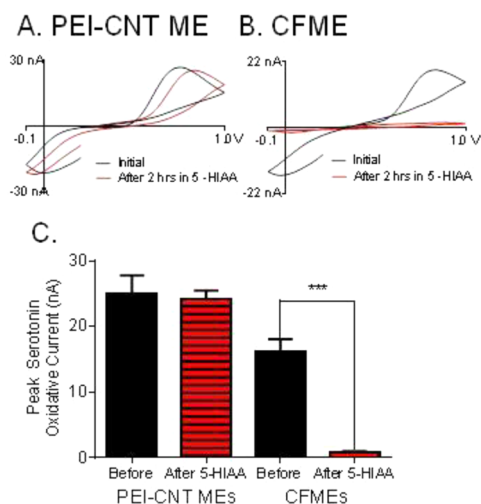 A. PEI-CNT ME
B. CFME
30 nA
-0.1
1.0 V
-30 nA
Initial
After 2 hrs in 5 -HIAA
22 nA
-0.1
1.0 V
-22 nA
Initial
After 2 hrs in 5 -HIAA
C.
Peak Serotonin
Oxidative Current (nA)
30
20
10
0
***
Before
After 5-HIAA
Before
After 5-HIAA
PEI-CNT MEs
CFMEs